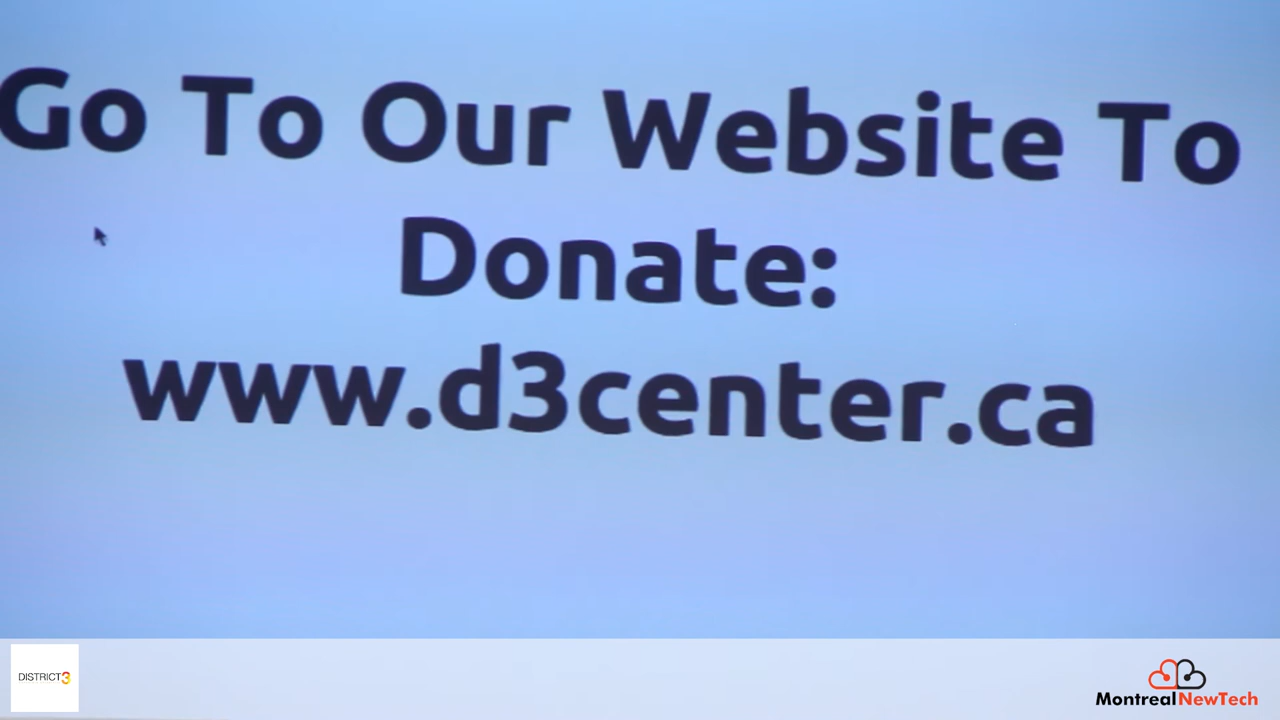 Go To Our Website To
Donate:
www.d3center.ca
DISTRICT3
MontrealNewTech